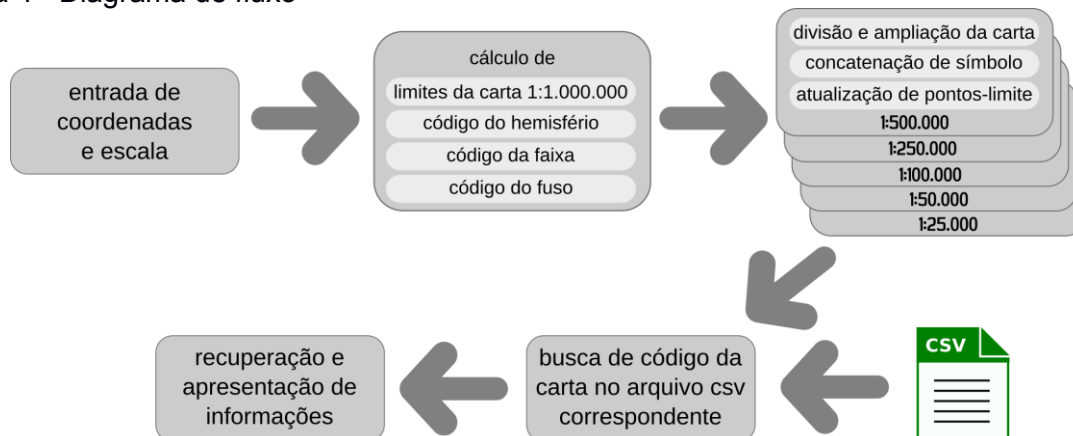 Diagrama de fluxo
entrada de
coordenadas
e escala
cálculo de
limites da carta 1:1.000.000
código do hemisfério
código da faixa
código do fuso
divisão e ampliação da carta
concatenação de símbolo
atualização de pontos-limite
1:500.000
1:250.000
1:100.000
1:50.000
1:25.000
recuperação e
apresentação de
informações
busca de código da
carta no arquivo csv
correspondente
CSV